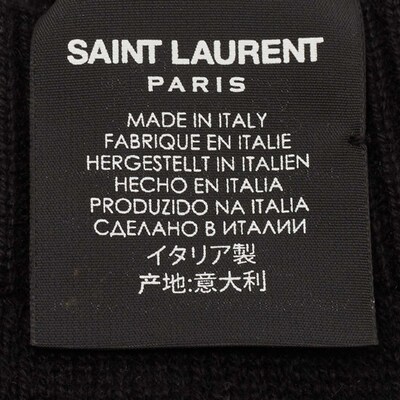 SAINT LAURENT
PARIS
MADE IN ITALY
FABRIQUE EN ITALIE
HERGESTELLT IN ITALIEN
HECHO EN ITALIA
PRODUZIDO NA ITALIA
СДЕЛАНО В ИТАЛИИ
イタリア製
产地:意大利